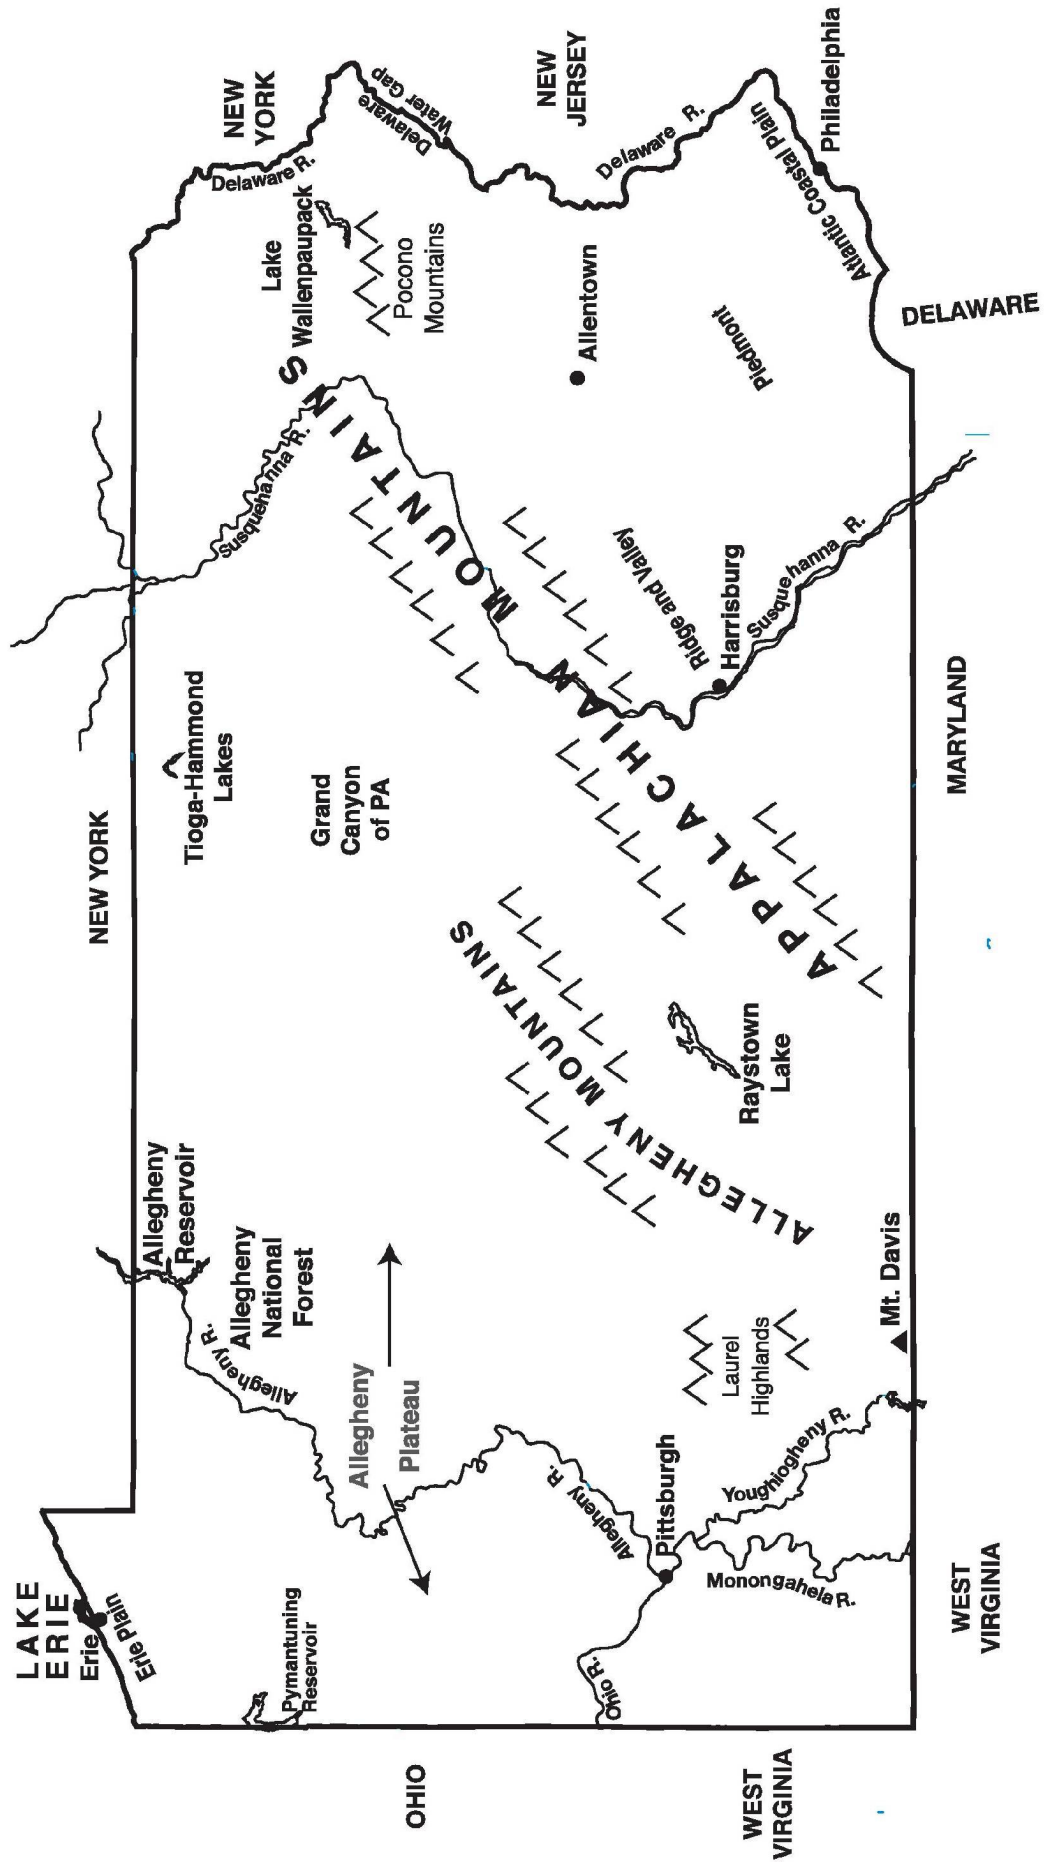 LAKE
ERIE
Erie
Erie Plain
Pymantuning
Reservoir
OHIO
WEST
VIRGINIA
WEST
VIRGINIA
Ohio R.
Pittsburgh
Monongahela R.
Youghiogheny R.
Allegheny R.
Allegheny
Plateau
Allegheny R.
Allegheny
Reservoir
Allegheny
National
Forest
Laurel
Highlands
Mt. Davis
ALLEGHENY MOUNTAINS
Raystown
Lake
NEW YORK
Tioga-Hammond
Lakes
Grand
Canyon
of PA
APPALACHIAN MOUNTAINS
MARYLAND
Susquehanna R.
Harrisburg
Ridge and Valley
Susquehanna R.
Lake
Wallenpaupack
Pocono
Mountains
Allentown
Piedmont
DELAWARE
NEW
YORK
Delaware R.
Delaware
Water Gap
NEW
JERSEY
Delaware R.
Atlantic Coastal Plain
Philadelphia